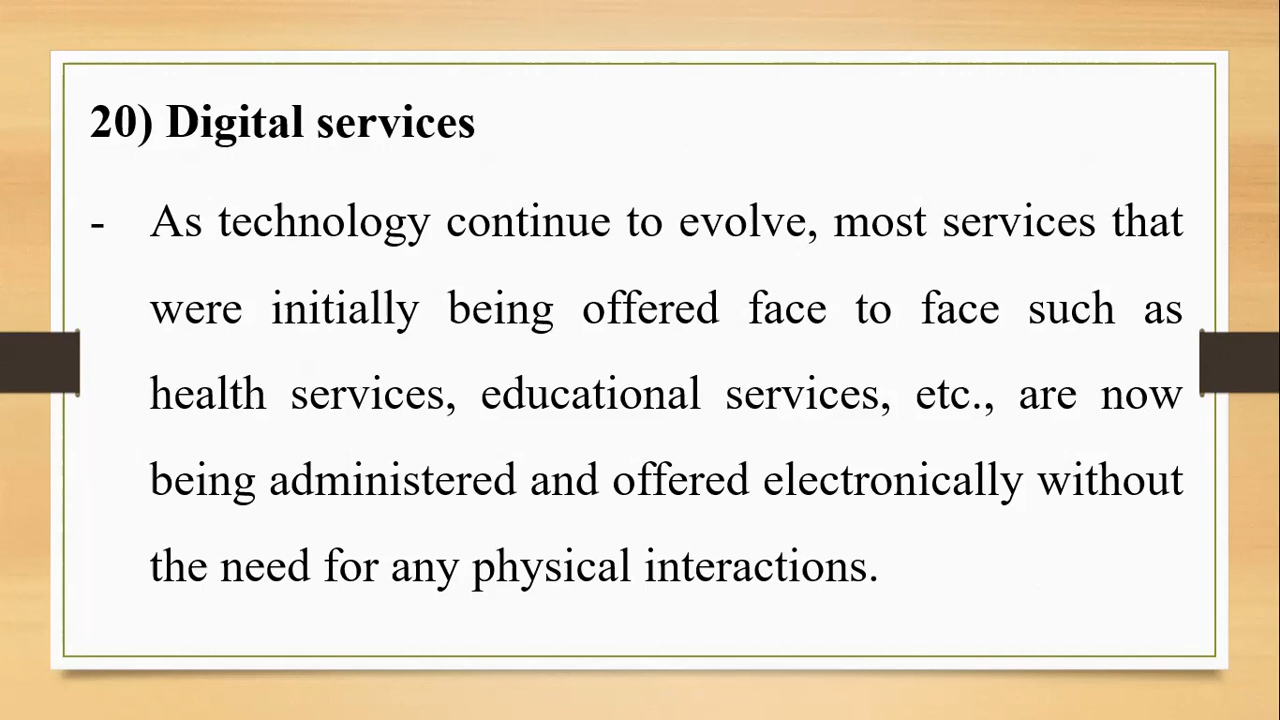 20) Digital services
- As technology continue to evolve, most services that
were initially being offered face to face such as
health services, educational services, etc., are now
being administered and offered electronically without
the need for any physical interactions.